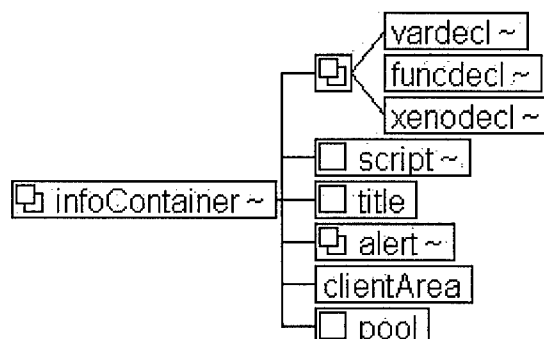 vardecl ~
funcdecl ~
xenodecl ~
script ~
infoContainer ~
title
alert ~
clientArea
pool